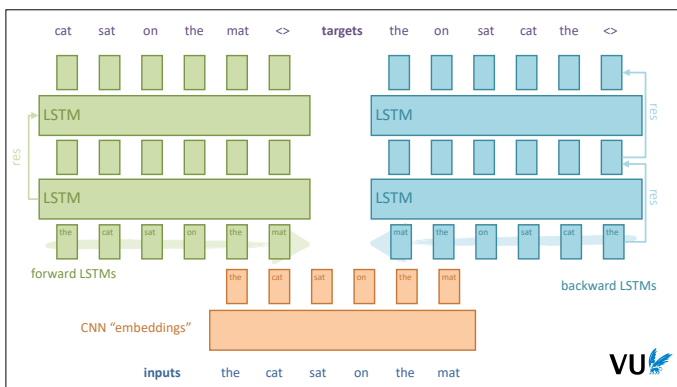 cat sat on the mat <> targets the on sat cat the <>
LSTM LSTM
res res
LSTM LSTM
res
the cat sat on the mat mat the on sat cat the
forward LSTMs
the cat sat on the mat
backward LSTMs
CNN “embeddings”
inputs the cat sat on the mat
VU